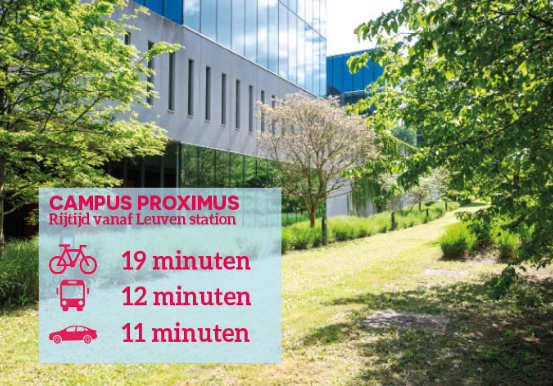 CAMPUS PROXIMUS
Rijtijd vanaf Leuven station
19 minuten
12 minuten
11 minuten